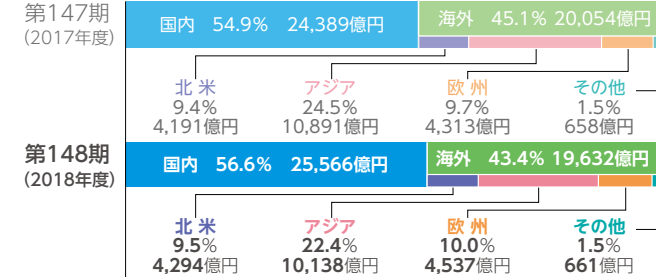 第147期
(2017年度)
国内 54.9% 24,389億円
海外 45.1% 20,054億円
北 米 アジア 欧 州 その他
9.4% 24.5% 9.7% 1.5%
4,191億円 10,891億円 4,313億円 658億円
第148期
(2018年度)
国内 56.6% 25,566億円
海外 43.4% 19,632億円
北 米 アジア 欧 州 その他
9.5% 22.4% 10.0% 1.5%
4,294億円 10,138億円 4,537億円 661億円